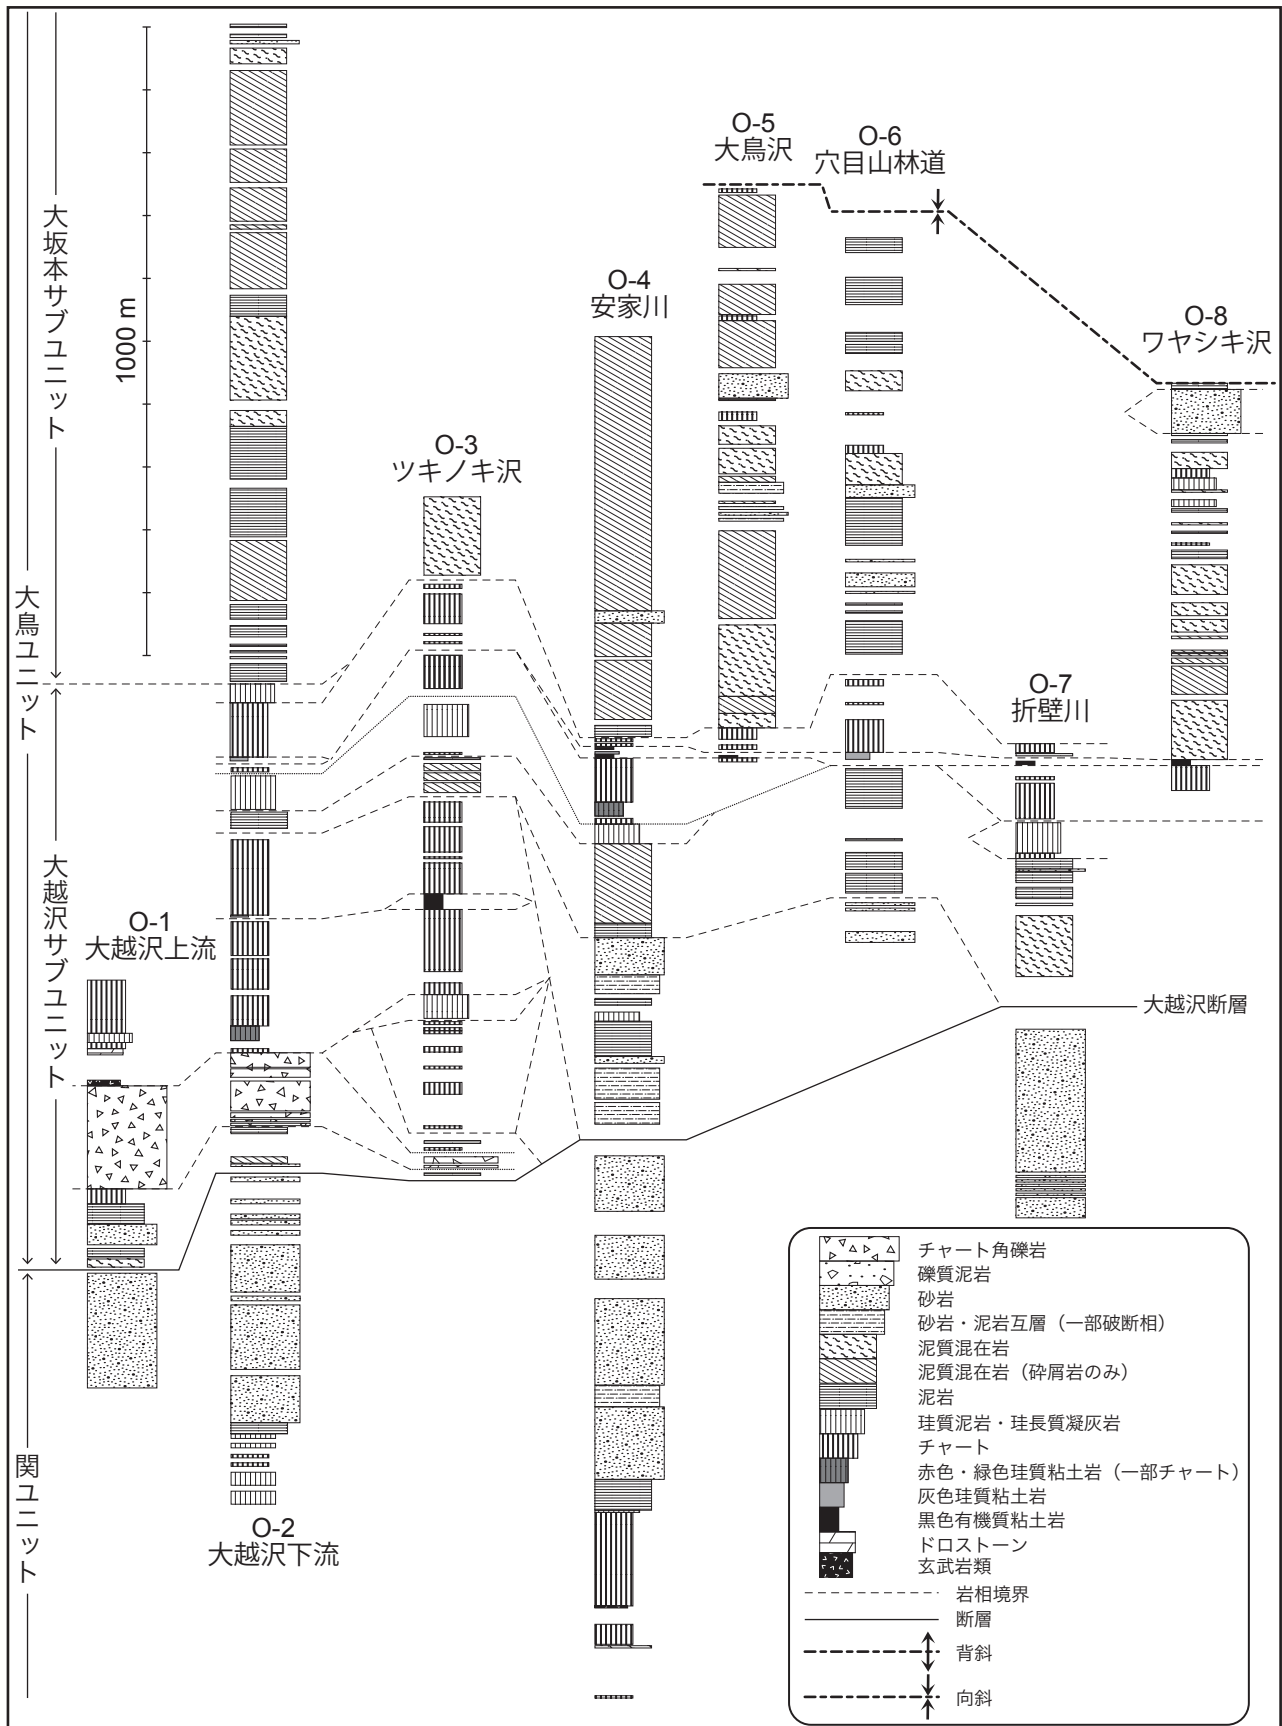 大坂本サブユニット
大鳥ユニット
大越沢サブユニット
関ユニット
1000 m
O-1
大越沢上流
O-2
大越沢下流
O-3
ツキノキ沢
O-4
安家川
O-5
大鳥沢
O-6
穴目山林道
O-7
折壁川
O-8
ワヤシキ沢
大越沢断層
チャート角礫岩
礫質泥岩
砂岩
砂岩・泥岩互層（一部破断相）
泥質混在岩
泥質混在岩（砕屑岩のみ）
泥岩
珪質泥岩・珪長質凝灰岩
チャート
赤色・緑色珪質粘土岩（一部チャート）
灰色珪質粘土岩
黒色有機質粘土岩
ドロストーン
玄武岩類
岩相境界
断層
背斜
向斜